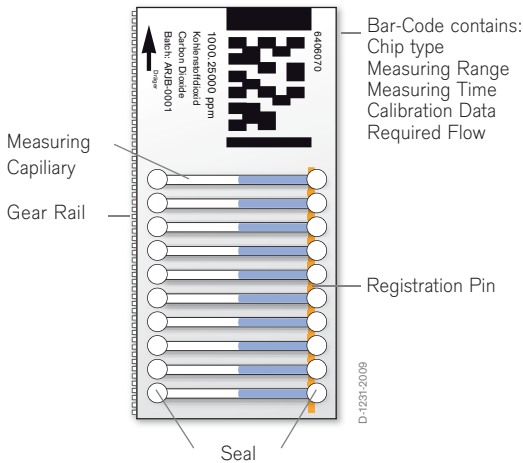 6406070
1000.25000 ppm
Kohlenstoffdioxid
Carbon Dioxide
Batch: ARJB-0001
Dräger
Bar-Code contains:
Chip type
Measuring Range
Measuring Time
Calibration Data
Required Flow
Measuring
Capiliary
Gear Rail
Registration Pin
D-1231-2009
Seal